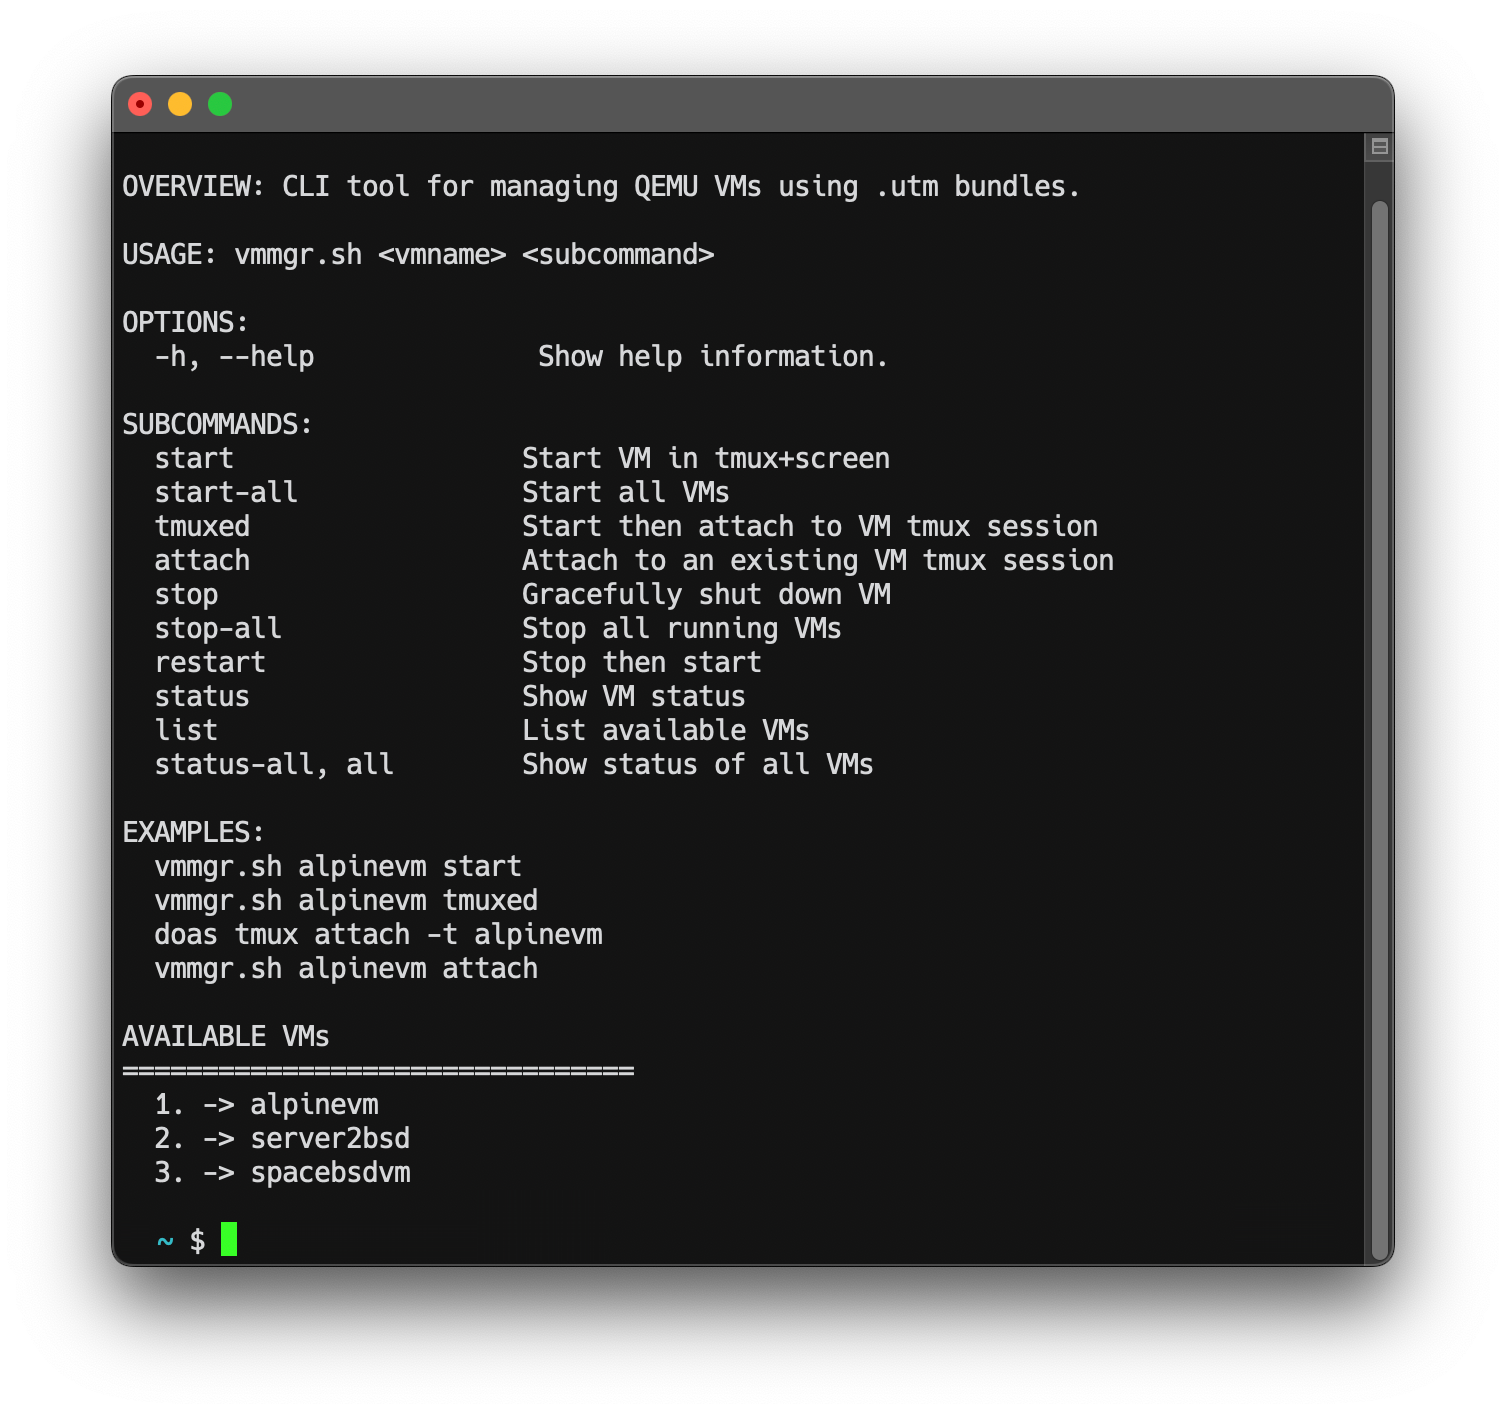 OVERVIEW: CLI tool for managing QEMU VMs using .utm bundles.
USAGE: vmmgr.sh <vmname> <subcommand>
OPTIONS:
  -h, --help              Show help information.
SUBCOMMANDS:
  start                  Start VM in tmux+screen
  start-all              Start all VMs
  tmuxed                 Start then attach to VM tmux session
  attach                 Attach to an existing VM tmux session
  stop                   Gracefully shut down VM
  stop-all               Stop all running VMs
  restart                Stop then start
  status                 Show VM status
  list                   List available VMs
  status-all, all        Show status of all VMs
EXAMPLES:
  vmmgr.sh alpinevm start
  vmmgr.sh alpinevm tmuxed
  doas tmux attach -t alpinevm
  vmmgr.sh alpinevm attach
AVAILABLE VMs
================================
  1. -> alpinevm
  2. -> server2bsd
  3. -> spacebsdvm
  ~ $